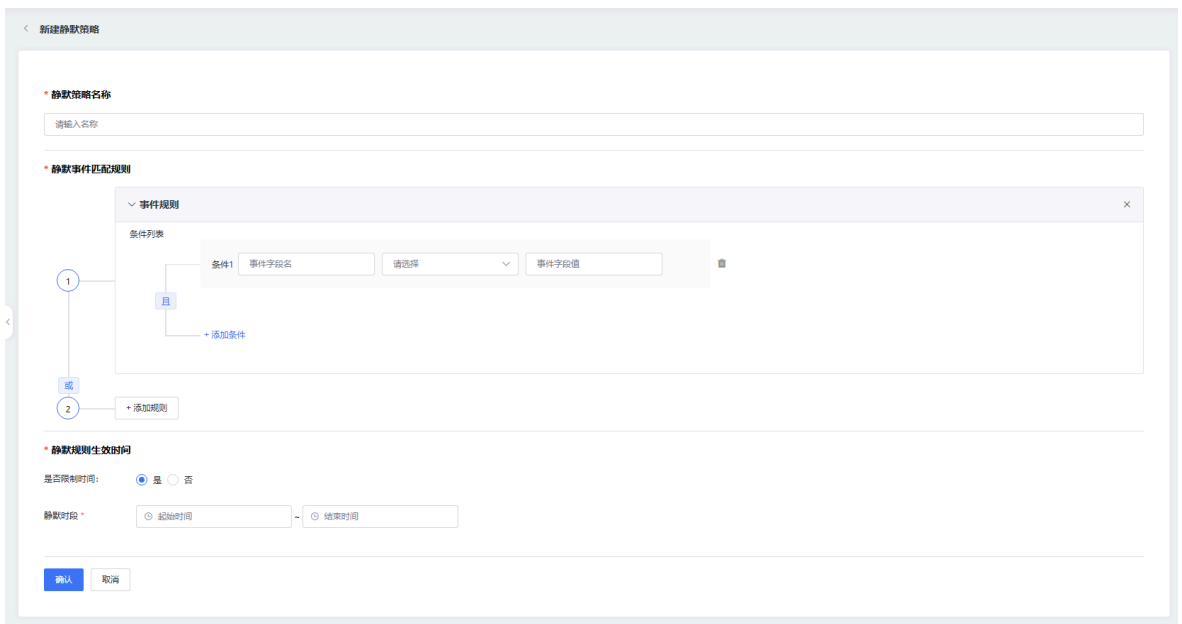 新建静默策略
* 静默策略名称
请输入名称
* 静默事件匹配规则
事件规则
条件列表
1
条件1 事件字段名 请选择 事件字段值
且
+ 添加条件
或
2 + 添加规则
* 静默规则生效时间
是否限制时间: 是 否
静默时段 * 起始时间 ~ 结束时间
确认 取消